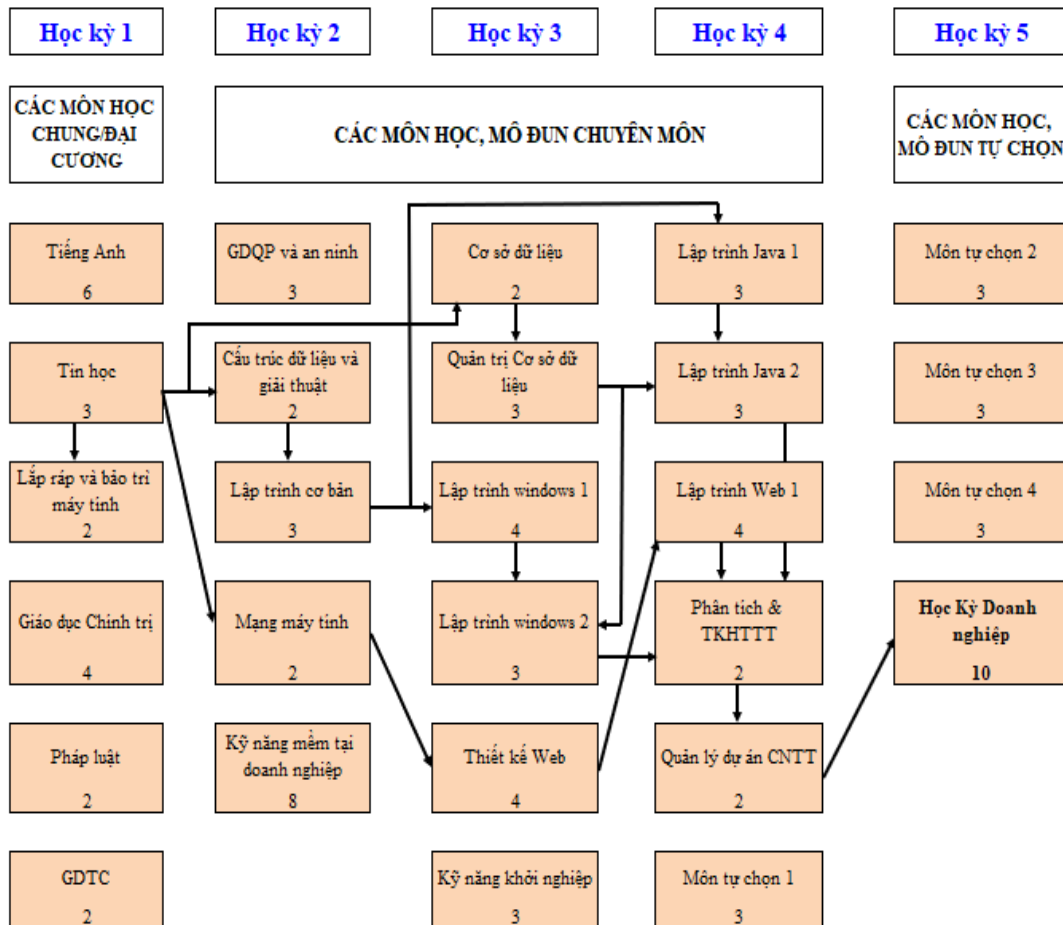 Học kỳ 1
Học kỳ 2
Học kỳ 3
Học kỳ 4
Học kỳ 5
CÁC MÔN HỌC
CHUNG/ĐẠI
CƯƠNG
CÁC MÔN HỌC, MÔ ĐUN CHUYÊN MÔN
CÁC MÔN HỌC,
MÔ ĐUN TỰ CHỌN
Tiếng Anh
6
GDQP và an ninh
3
Cơ sở dữ liệu
2
Lập trình Java 1
3
Môn tự chọn 2
3
Tin học
3
Cấu trúc dữ liệu và
giải thuật
2
Quản trị Cơ sở dữ
liệu
3
Lập trình Java 2
3
Môn tự chọn 3
3
Lắp ráp và bảo trì
máy tính
2
Lập trình cơ bản
3
Lập trình windows 1
4
Lập trình Web 1
4
Môn tự chọn 4
3
Giáo dục Chính trị
4
Mạng máy tính
2
Lập trình windows 2
3
Phân tích &
TKHTTT
2
Học Kỳ Doanh
nghiệp
10
Pháp luật
2
Kỹ năng mềm tại
doanh nghiệp
8
Thiết kế Web
4
Quản lý dự án CNTT
2
GDTC
2
Kỹ năng khởi nghiệp
3
Môn tự chọn 1
3